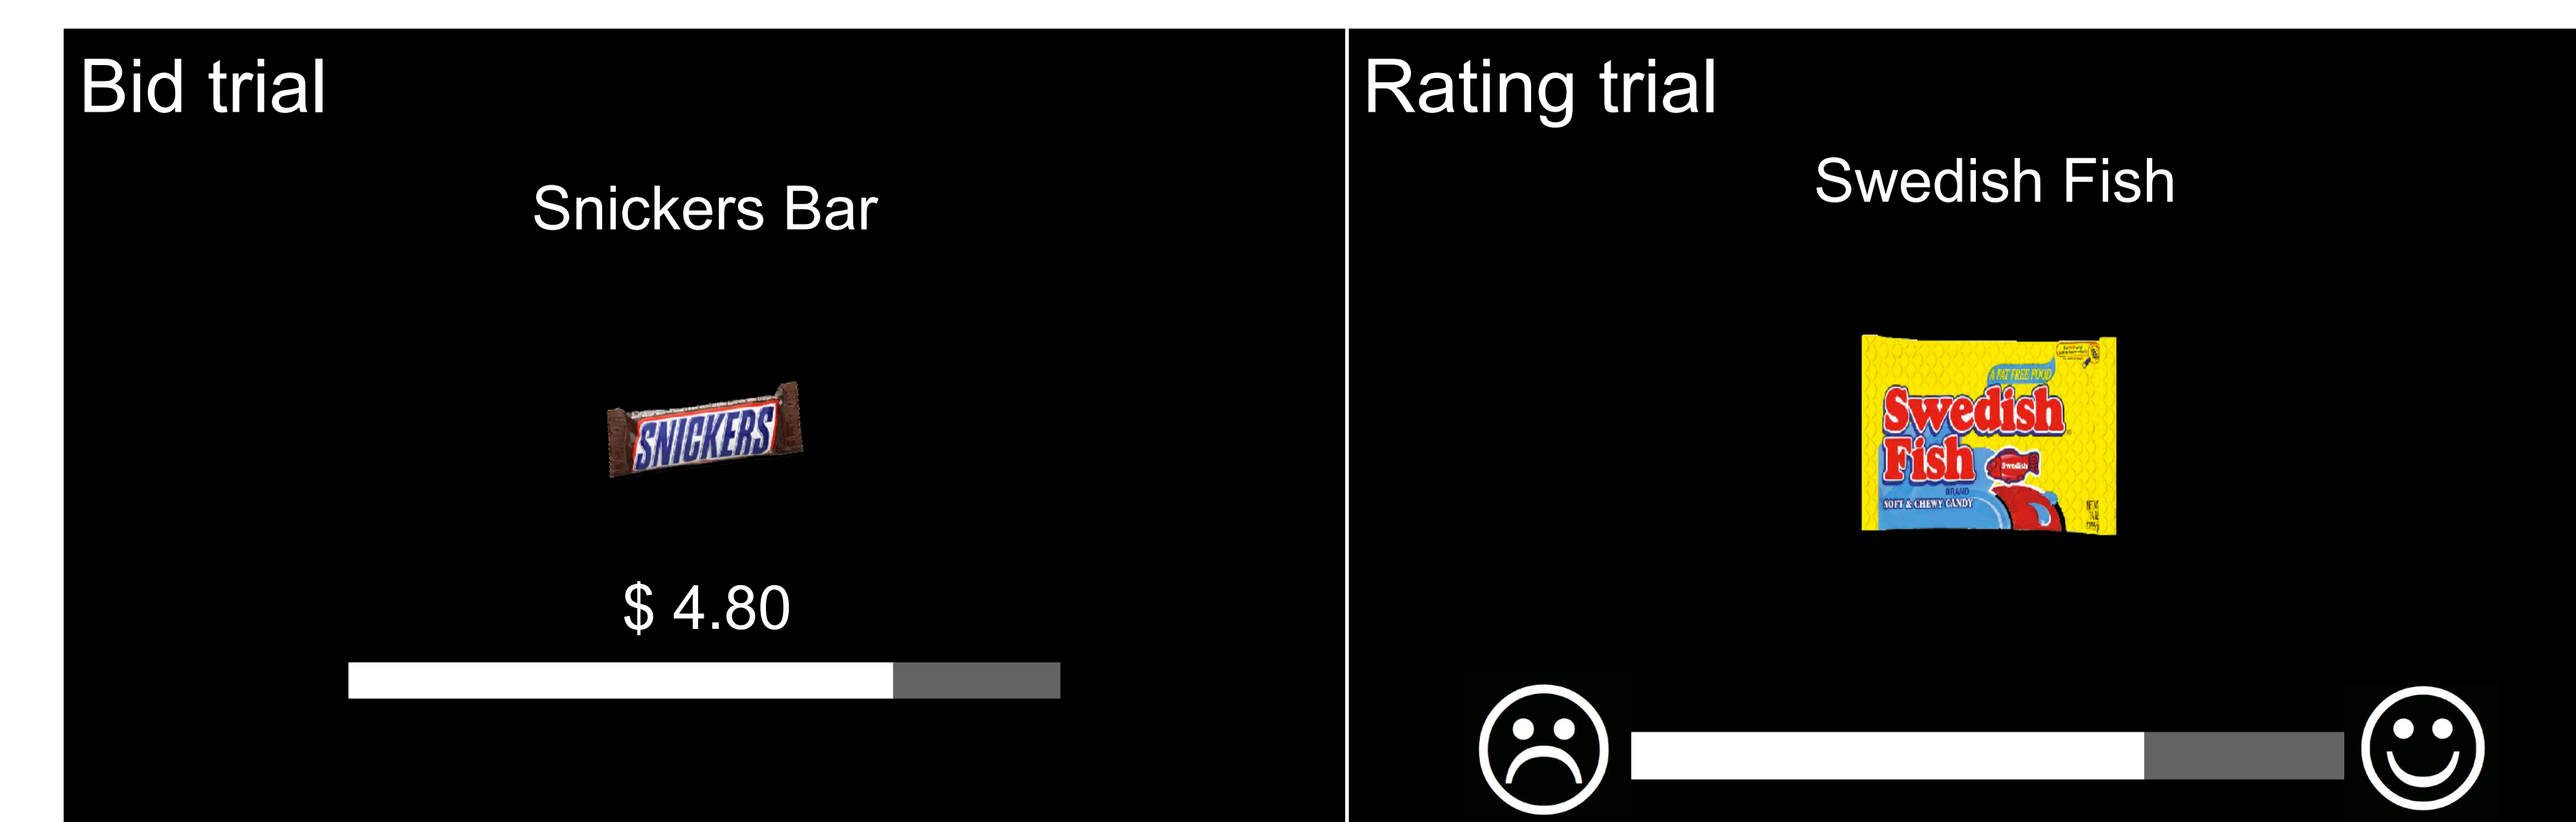 Bid trial
Snickers Bar
SNICKERS
$ 4.80
Rating trial
Swedish Fish
A FAT FREE FOOD
Swedish
Fish
Swedish
BRAND
SOFT & CHEWY CANDY